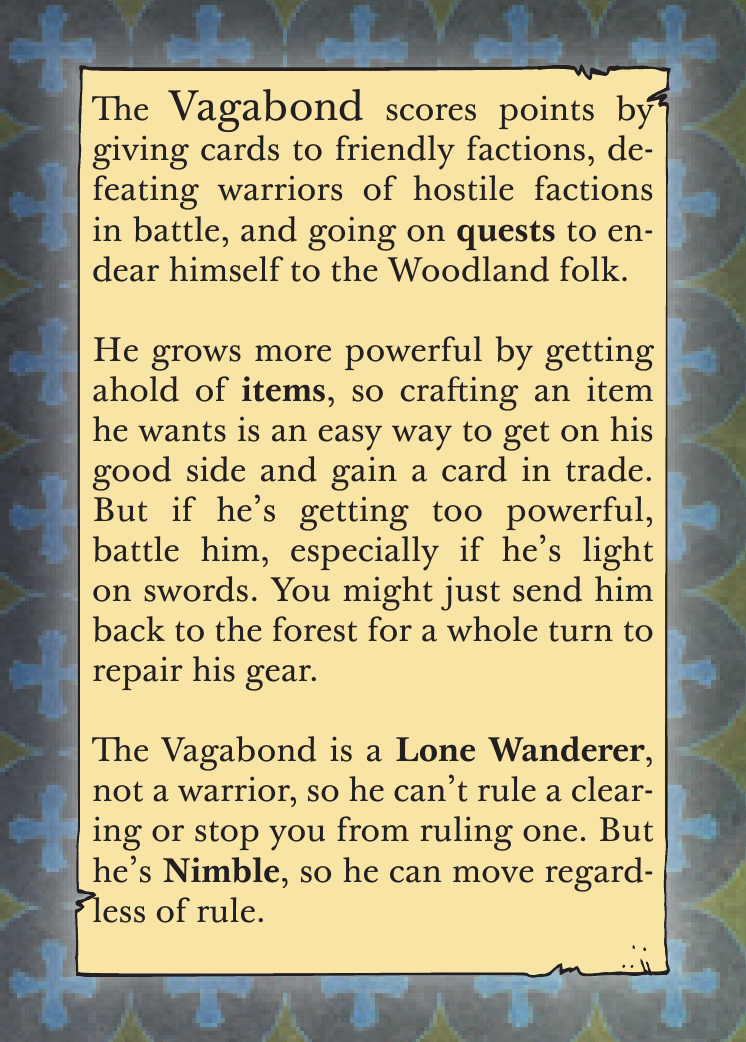 The Vagabond scores points by
giving cards to friendly factions, de-
feating warriors of hostile factions
in battle, and going on quests to en-
dear himself to the Woodland folk.
He grows more powerful by getting
ahold of items, so crafting an item
he wants is an easy way to get on his
good side and gain a card in trade.
But if he’s getting too powerful,
battle him, especially if he’s light
on swords. You might just send him
back to the forest for a whole turn to
repair his gear.
The Vagabond is a Lone Wanderer,
not a warrior, so he can’t rule a clear-
ing or stop you from ruling one. But
he’s Nimble, so he can move regard-
less of rule.